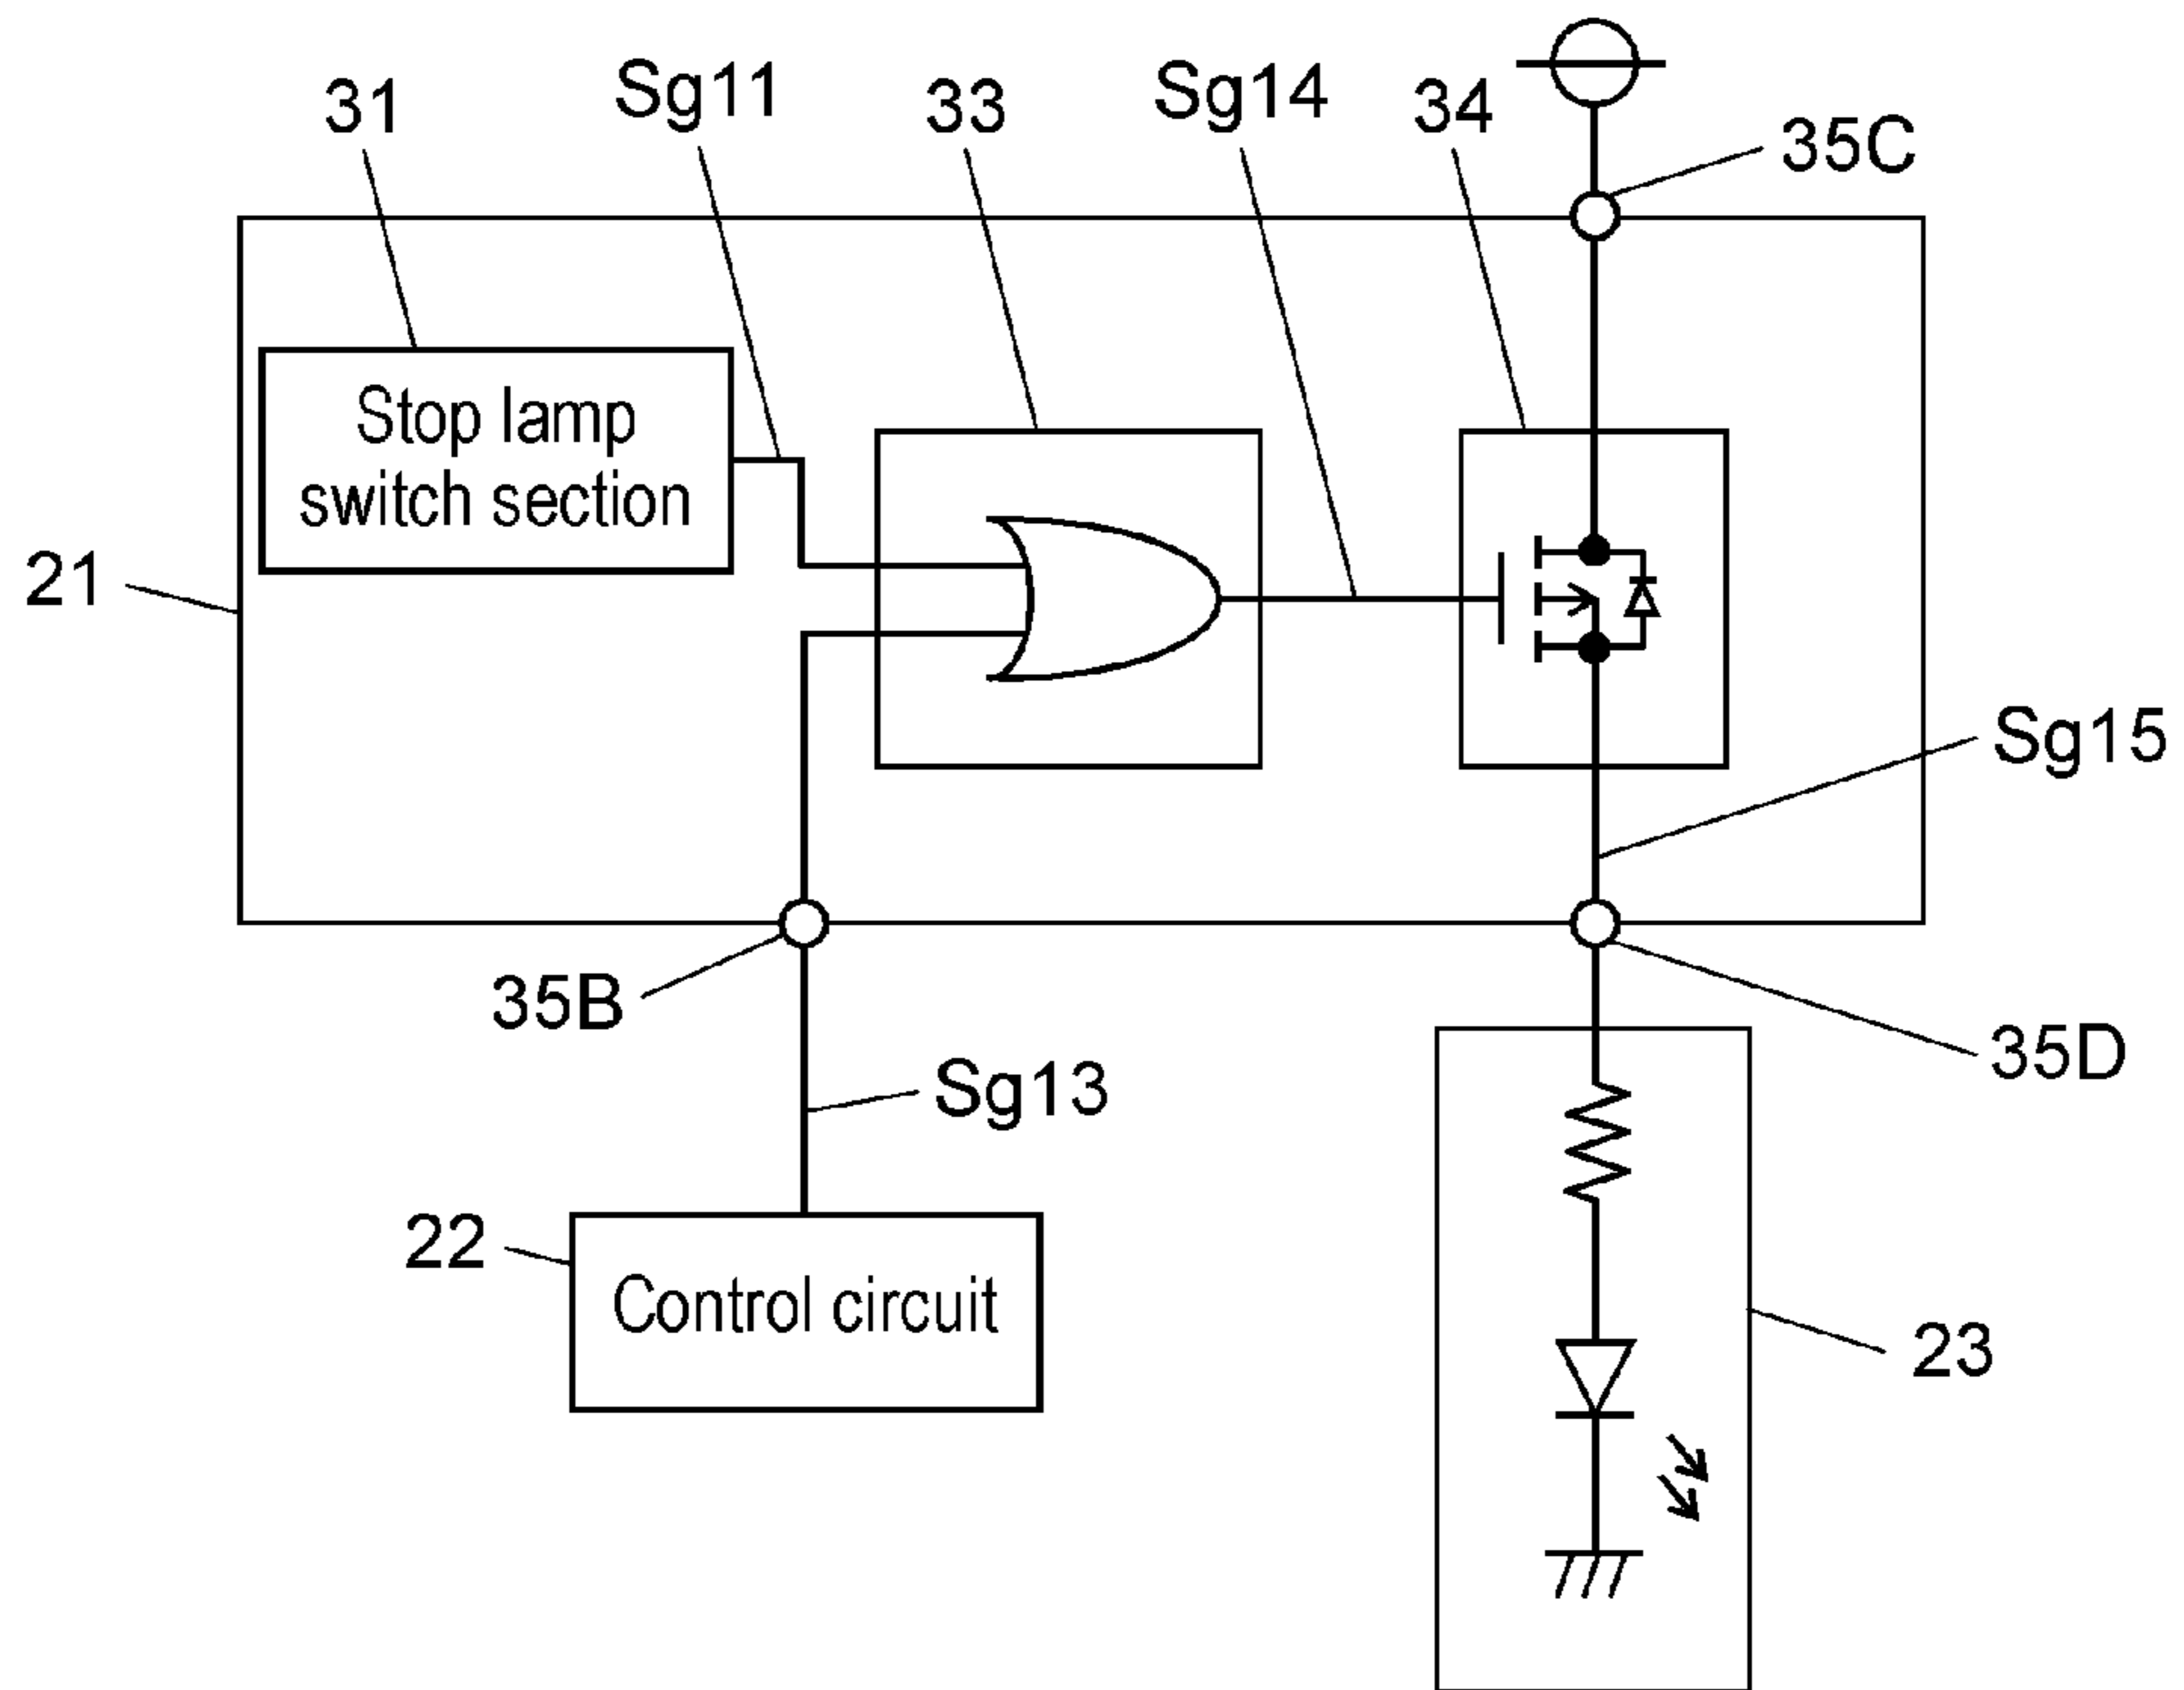 31
Sg11
33
Sg14
34
35C
Stop lamp
switch section
21
Sg15
35B
35D
Sg13
22
Control circuit
23